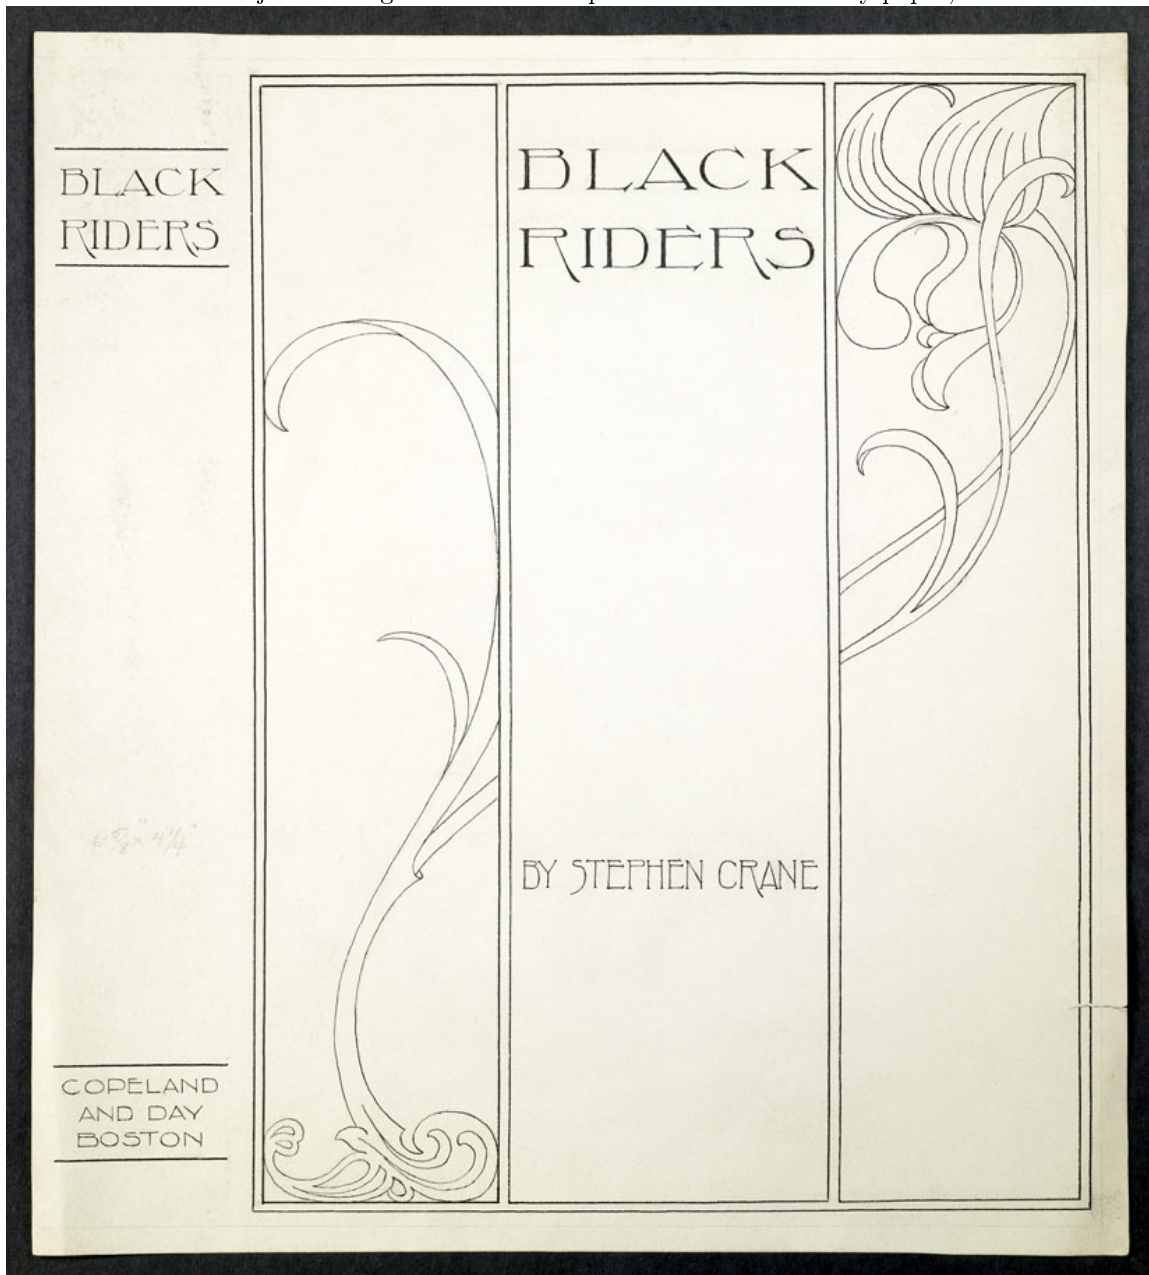 BLACK
RIDERS
COPELAND
AND DAY
BOSTON
BLACK
RIDERS
BY STEPHEN CRANE